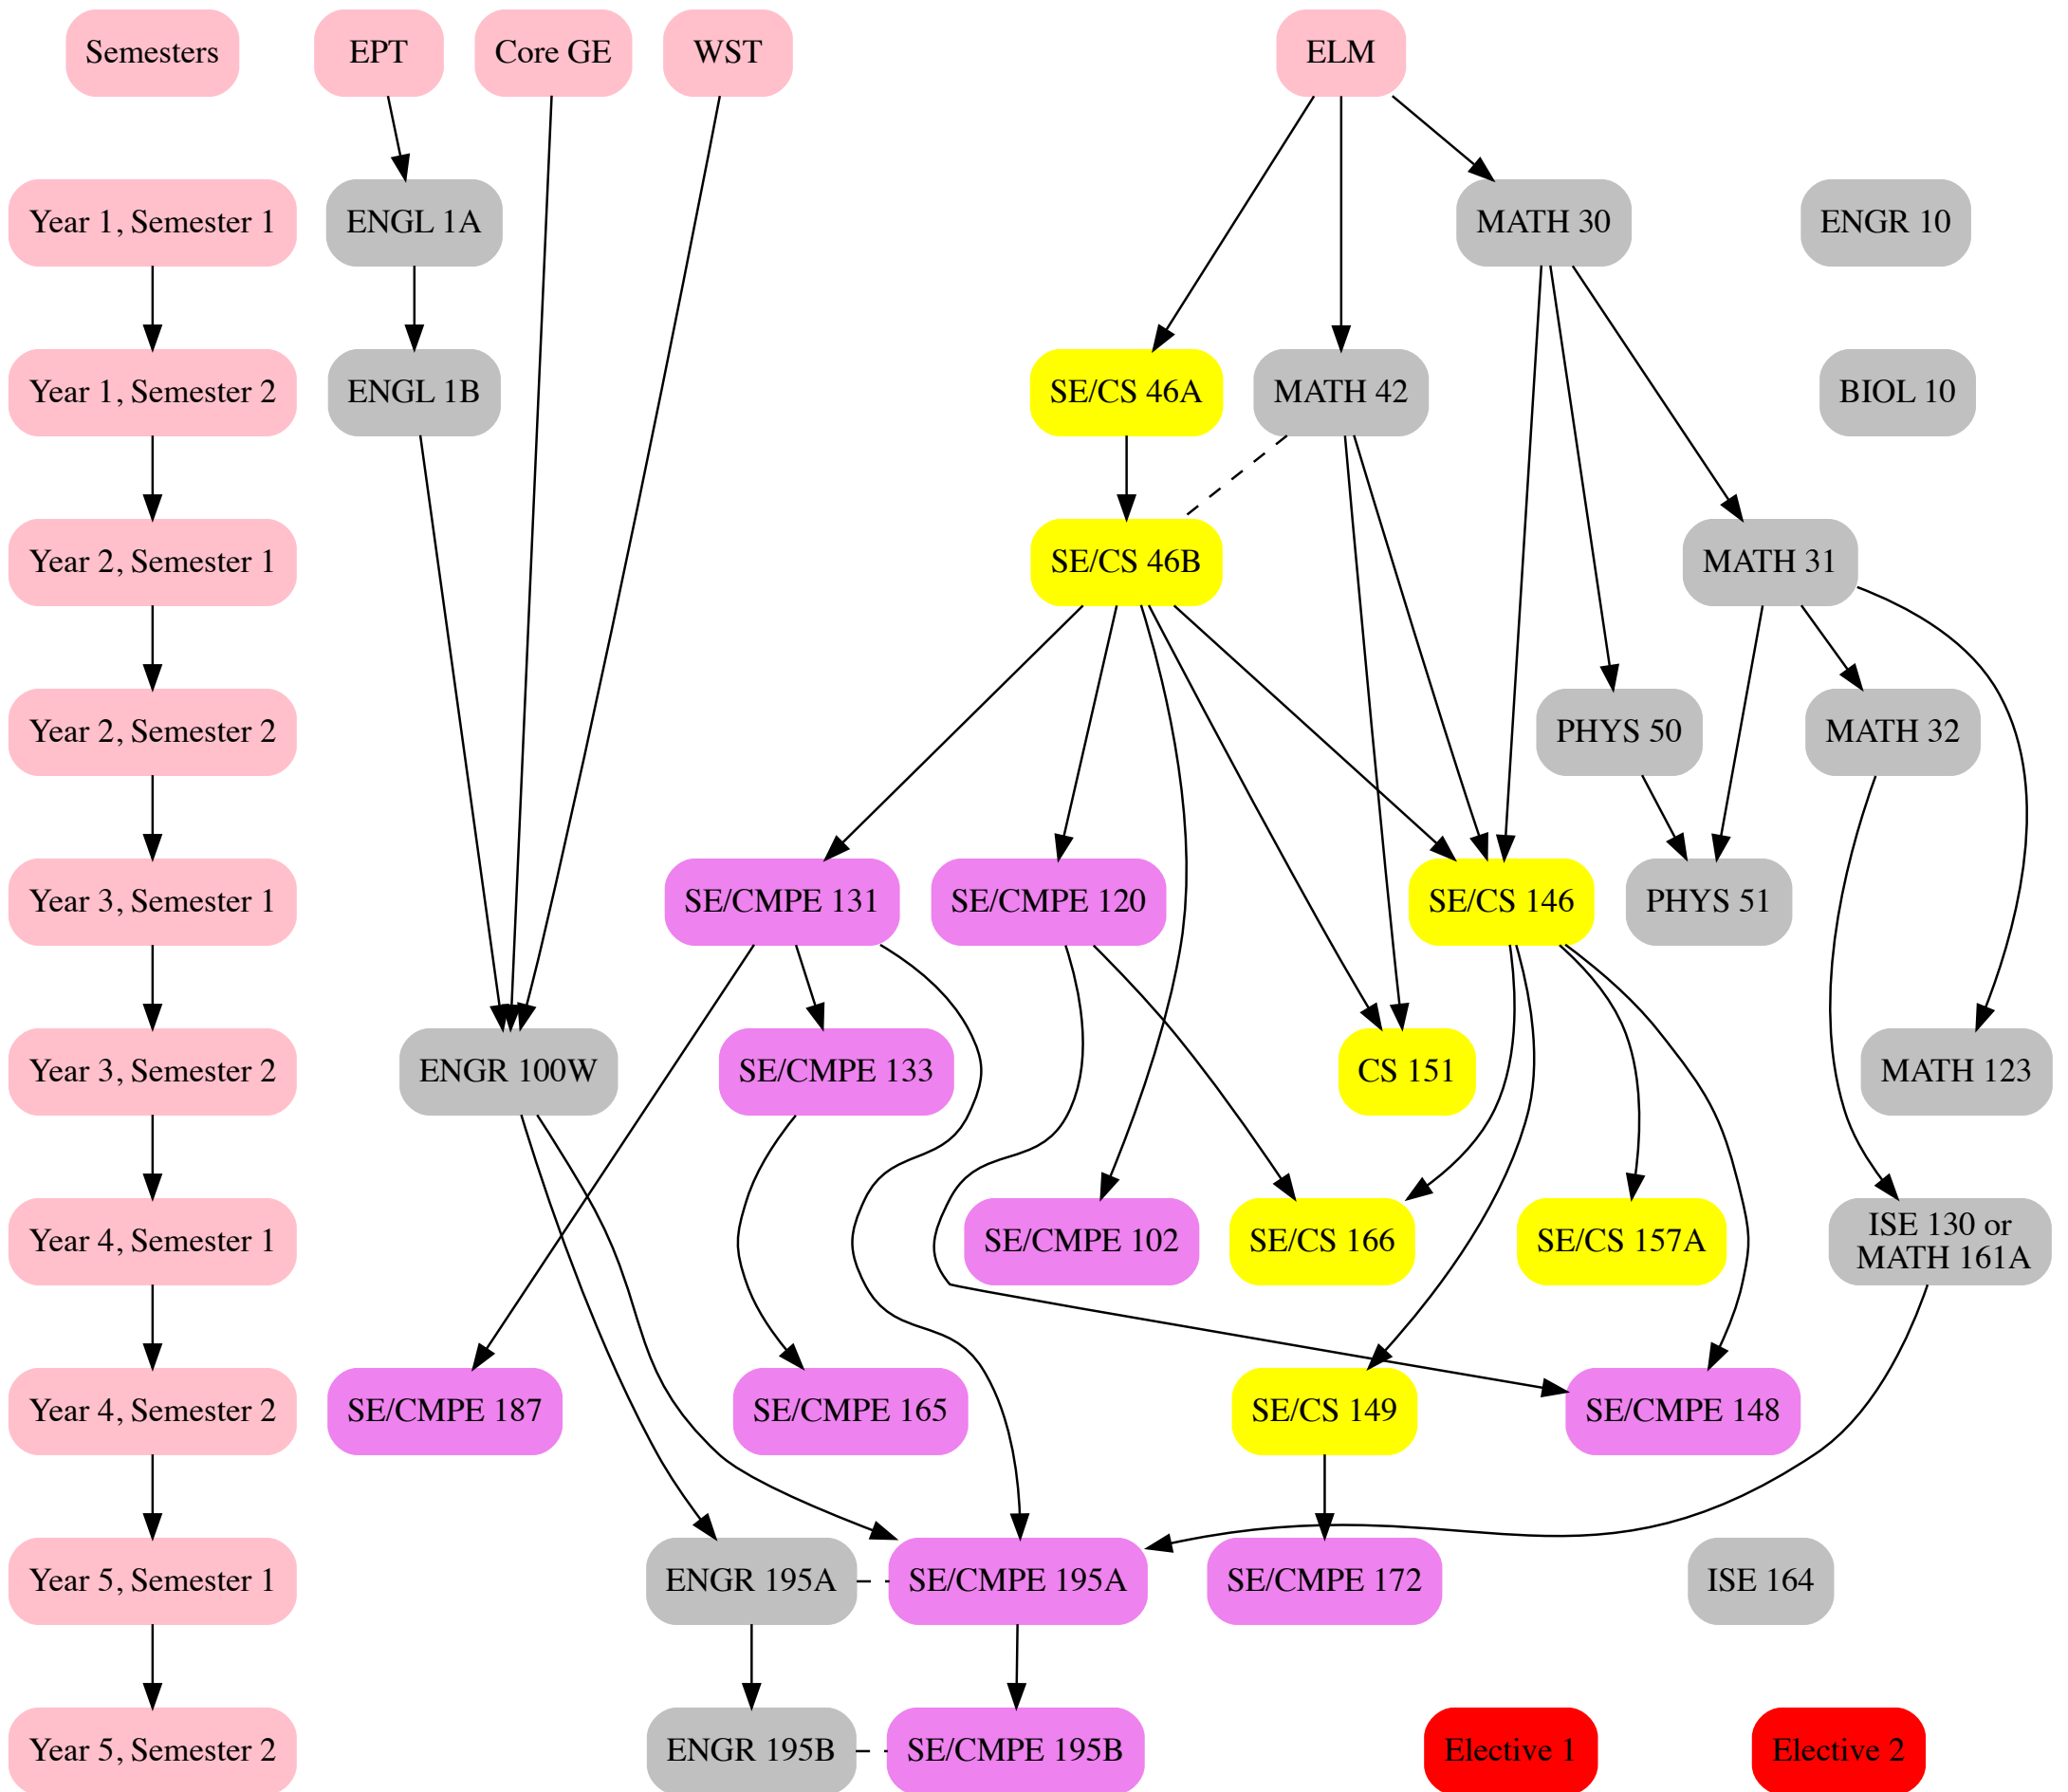 Semesters
EPT
Core GE
WST
ELM
Year 1, Semester 1
ENGL 1A
MATH 30
ENGR 10
Year 1, Semester 2
ENGL 1B
SE/CS 46A
MATH 42
BIOL 10
Year 2, Semester 1
SE/CS 46B
MATH 31
Year 2, Semester 2
PHYS 50
MATH 32
Year 3, Semester 1
SE/CMPE 131
SE/CMPE 120
SE/CS 146
PHYS 51
Year 3, Semester 2
ENGR 100W
SE/CMPE 133
CS 151
MATH 123
Year 4, Semester 1
SE/CMPE 102
SE/CS 166
SE/CS 157A
ISE 130 or
MATH 161A
Year 4, Semester 2
SE/CMPE 187
SE/CMPE 165
SE/CS 149
SE/CMPE 148
Year 5, Semester 1
ENGR 195A
SE/CMPE 195A
SE/CMPE 172
ISE 164
Year 5, Semester 2
ENGR 195B
SE/CMPE 195B
Elective 1
Elective 2